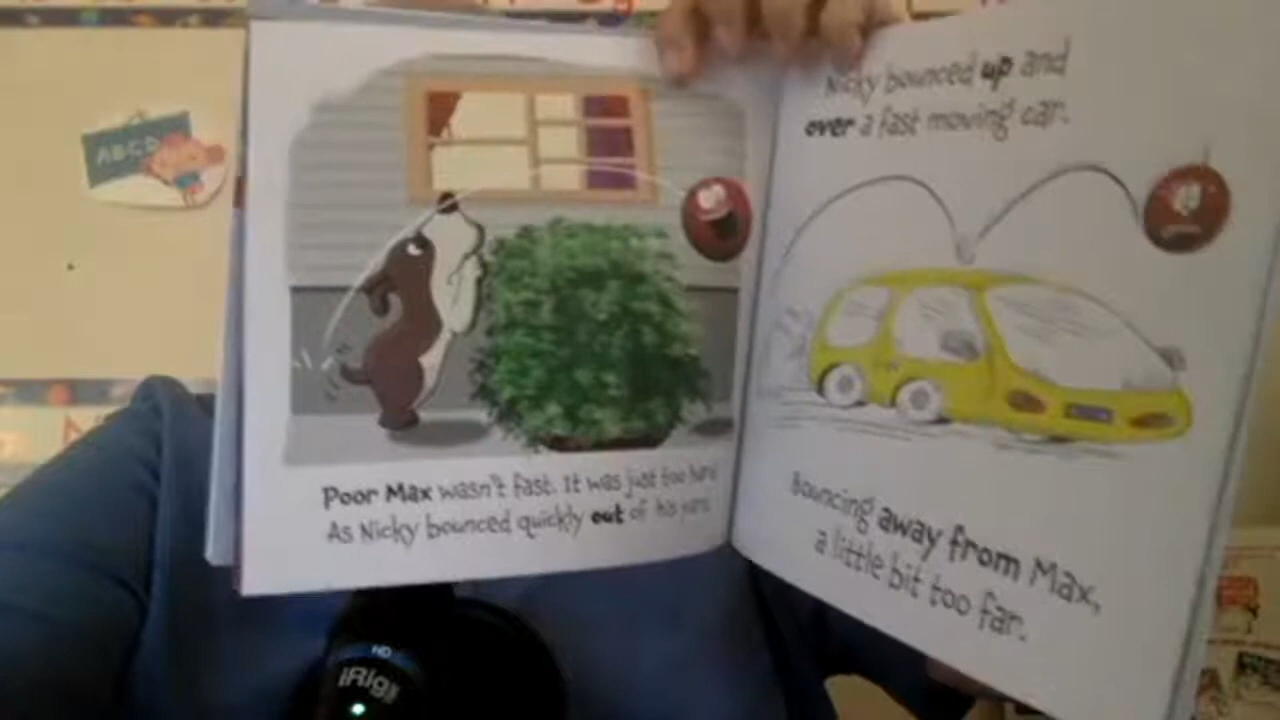 ABCD
Poor Max wasn't fast. It was just too hard
As Nicky bounced quickly out of his yard.
Nicky bounced up and
over a fast moving car.
Bouncing away from Max,
a little bit too far.
HD
iRig